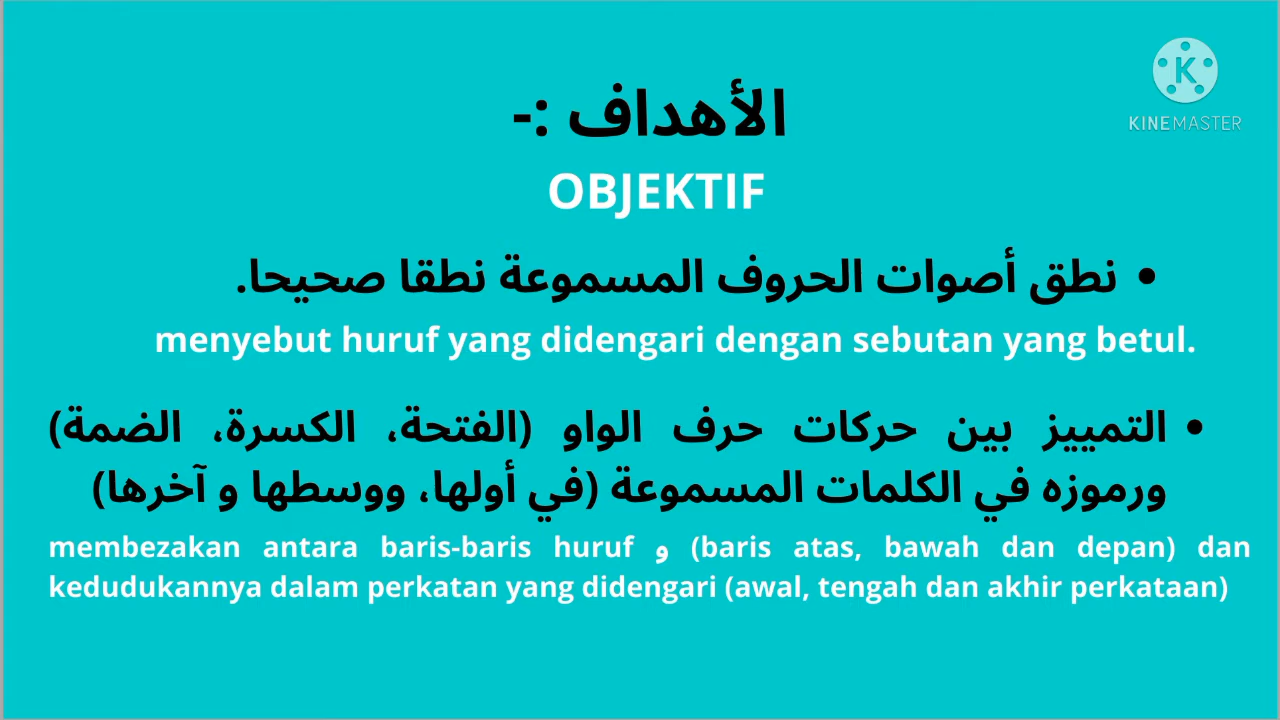 KINEMASTER
الأهداف :-
OBJEKTIF
• نطق أصوات الحروف المسموعة نطقا صحيحا.
menyebut huruf yang didengari dengan sebutan yang betul.
• التمييز بين حركات حرف الواو (الفتحة، الكسرة، الضمة)
ورموزه في الكلمات المسموعة (في أولها، ووسطها و آخرها)
membezakan antara baris-baris huruf و (baris atas, bawah dan depan) dan
kedudukannya dalam perkatan yang didengari (awal, tengah dan akhir perkataan)